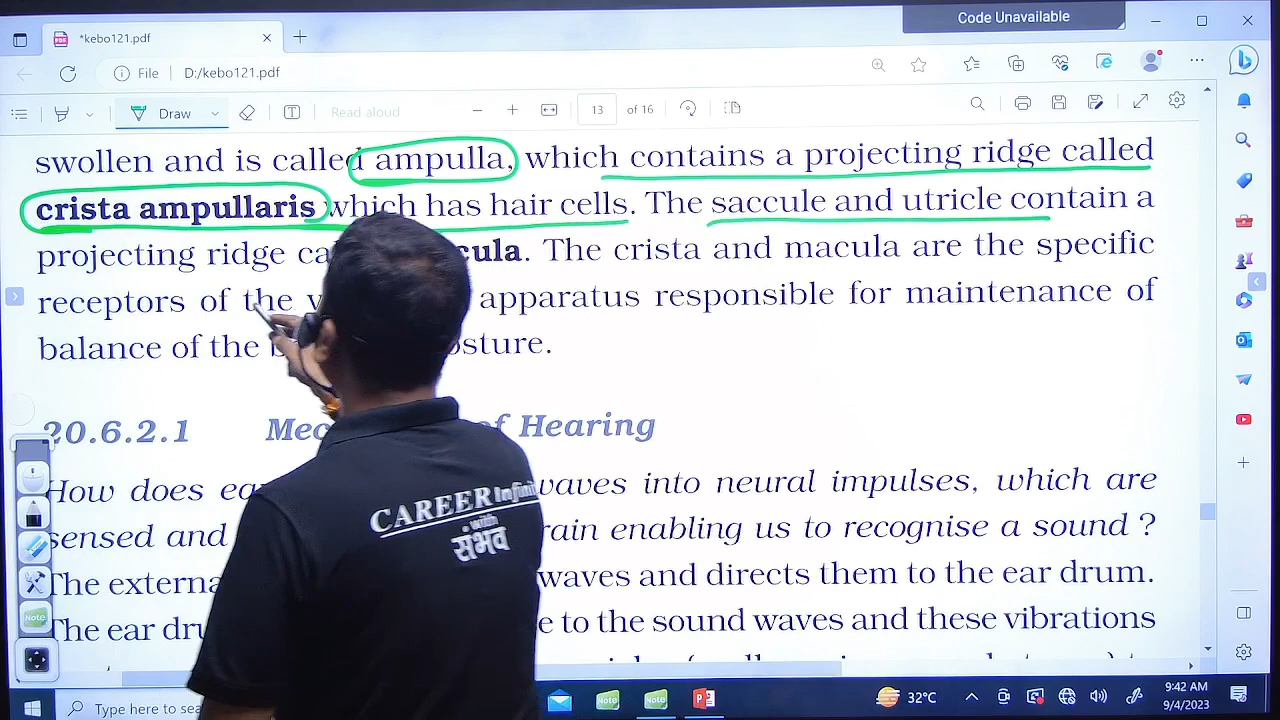 Code Unavailable
*kebo121.pdf
File D:/kebo121.pdf
Draw Read aloud 13 of 16
swollen and is called ampulla, which contains a projecting ridge called
crista ampullaris which has hair cells. The saccule and utricle contain a
projecting ridge ca cula. The crista and macula are the specific
receptors of the v apparatus responsible for maintenance of
balance of the b osture.
20.6.2.1 Mec of Hearing
How does ea waves into neural impulses, which are
sensed and rain enabling us to recognise a sound ?
The externa waves and directs them to the ear drum.
The ear dru e to the sound waves and these vibrations
CAREER Infinit
with
संभव
Note
Type here to sea
32°C
9:42 AM
9/4/2023